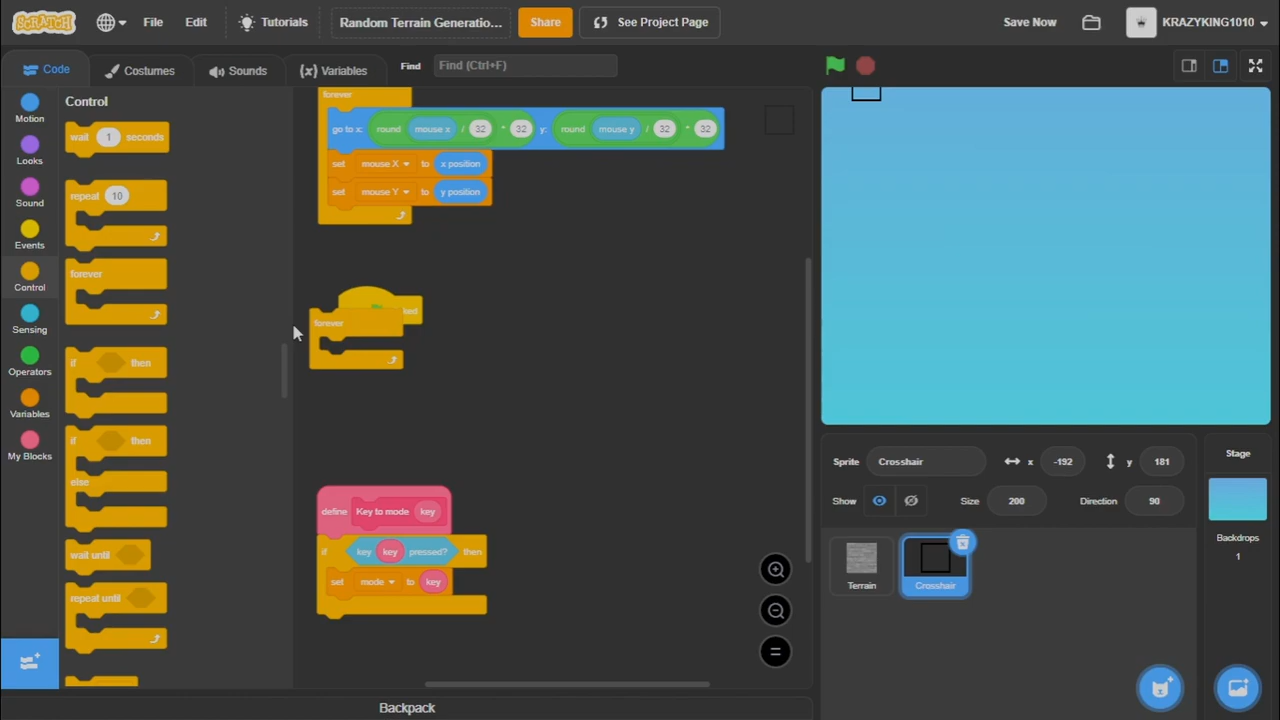 SCRATCH File Edit Tutorials Random Terrain Generatio... Share See Project Page Save Now KRAZYKING1010
Code Costumes Sounds (x) Variables Find Find (Ctrl+F)
Motion
Looks
Sound
Events
Control
Sensing
Operators
Variables
My Blocks
Control
wait 1 seconds
repeat 10
forever
if then
if then
else
wait until
repeat until
forever
go to x: round mouse x / 32 * 32 y: round mouse y / 32 * 32
set mouse X to x position
set mouse Y to y position
ked
forever
define Key to mode key
if key key pressed? then
set mode to key
=
Backpack
Sprite Crosshair x -192 y 181
Show Size 200 Direction 90
Terrain
Crosshair
Stage
Backdrops
1